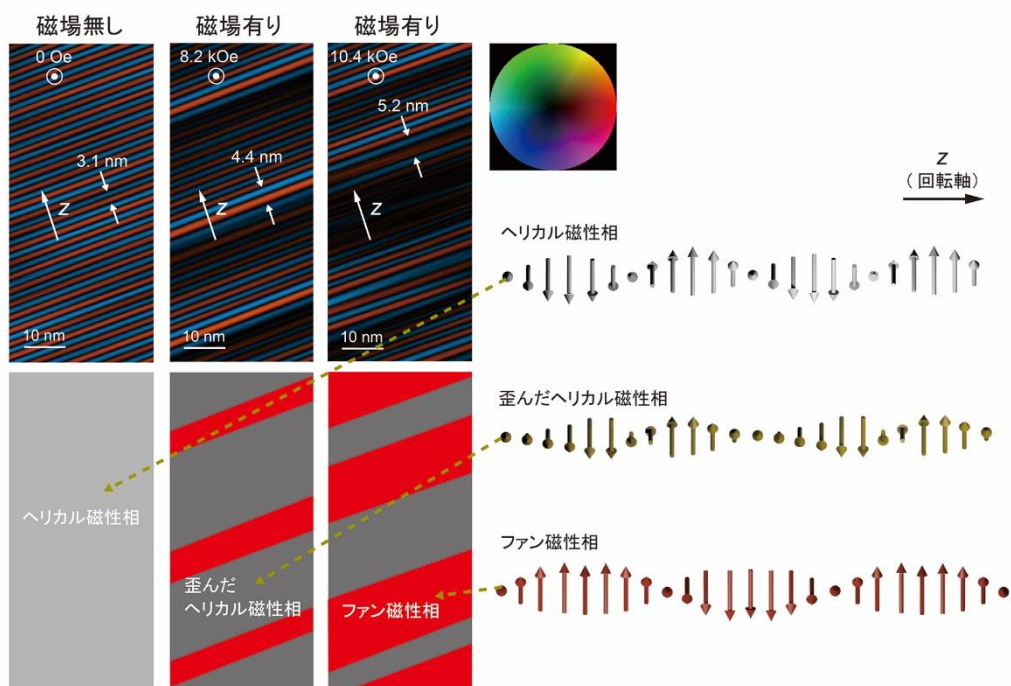 磁場無し
磁場有り
磁場有り
0 Oe
8.2 kOe
10.4 kOe
3.1 nm
4.4 nm
5.2 nm
z
z
z
10 nm
10 nm
10 nm
z
(回転軸)
ヘリカル磁性相
歪んだヘリカル磁性相
ファン磁性相
ヘリカル磁性相
歪んだ
ヘリカル磁性相
ファン磁性相